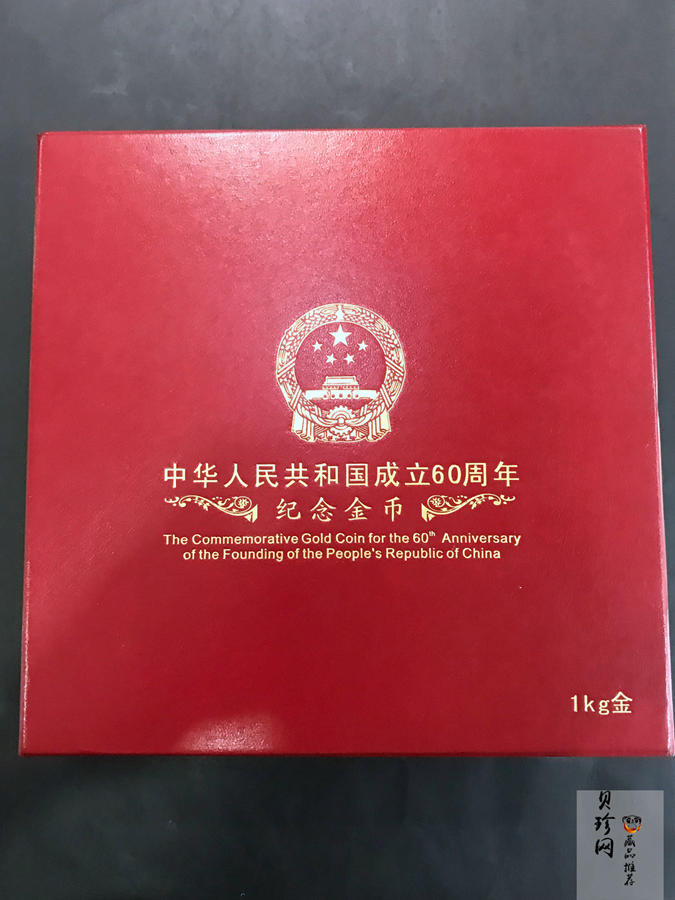 中华人民共和国成立60周年
纪念金币
The Commemorative Gold Coin for the 60th Anniversary
of the Founding of the People's Republic of China
1kg金
贝珍网
藏品推荐